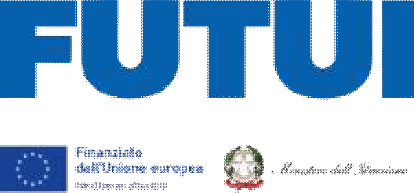 FUTU
Finanziato
dall'Unione europea
Ministero dell'Istruzione